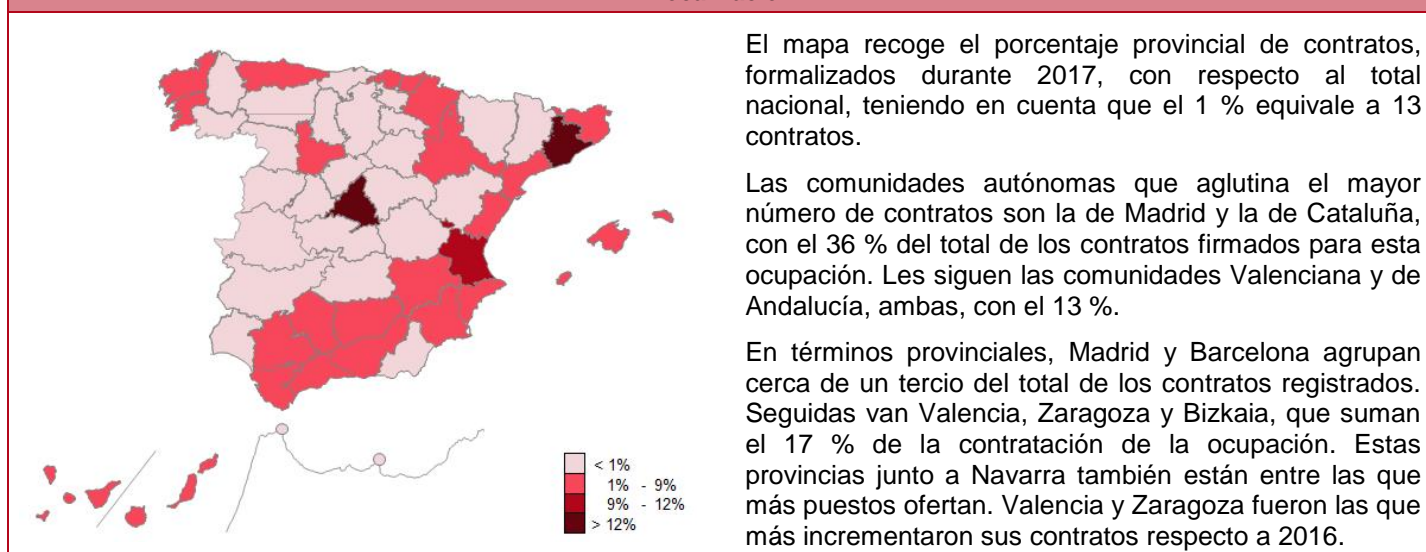 El mapa recoge el porcentaje provincial de contratos,
formalizados durante 2017, con respecto al total
nacional, teniendo en cuenta que el 1 % equivale a 13
contratos.
Las comunidades autónomas que aglutina el mayor
número de contratos son la de Madrid y la de Cataluña,
con el 36 % del total de los contratos firmados para esta
ocupación. Les siguen las comunidades Valenciana y de
Andalucía, ambas, con el 13 %.
En términos provinciales, Madrid y Barcelona agrupan
cerca de un tercio del total de los contratos registrados.
Seguidas van Valencia, Zaragoza y Bizkaia, que suman
el 17 % de la contratación de la ocupación. Estas
provincias junto a Navarra también están entre las que
más puestos ofertan. Valencia y Zaragoza fueron las que
más incrementaron sus contratos respecto a 2016.
< 1%
1% - 9%
9% - 12%
> 12%